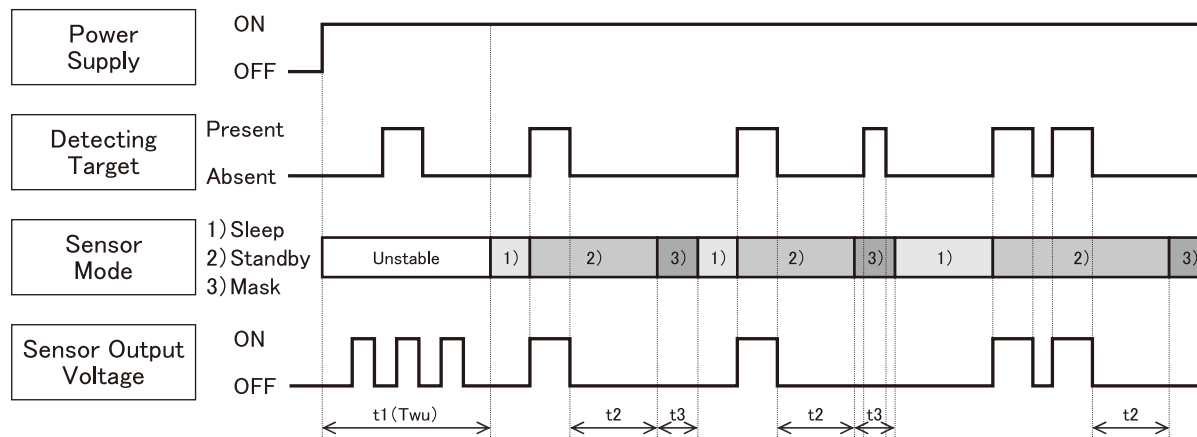 Power
Supply
ON
OFF
Detecting
Target
Present
Absent
Sensor
Mode
1)Sleep
2)Standby
3)Mask
Unstable
1)
2)
3)
1)
2)
3)
1)
2)
3)
Sensor Output
Voltage
ON
OFF
t1(Twu)
t2
t3
t2
t3
t2